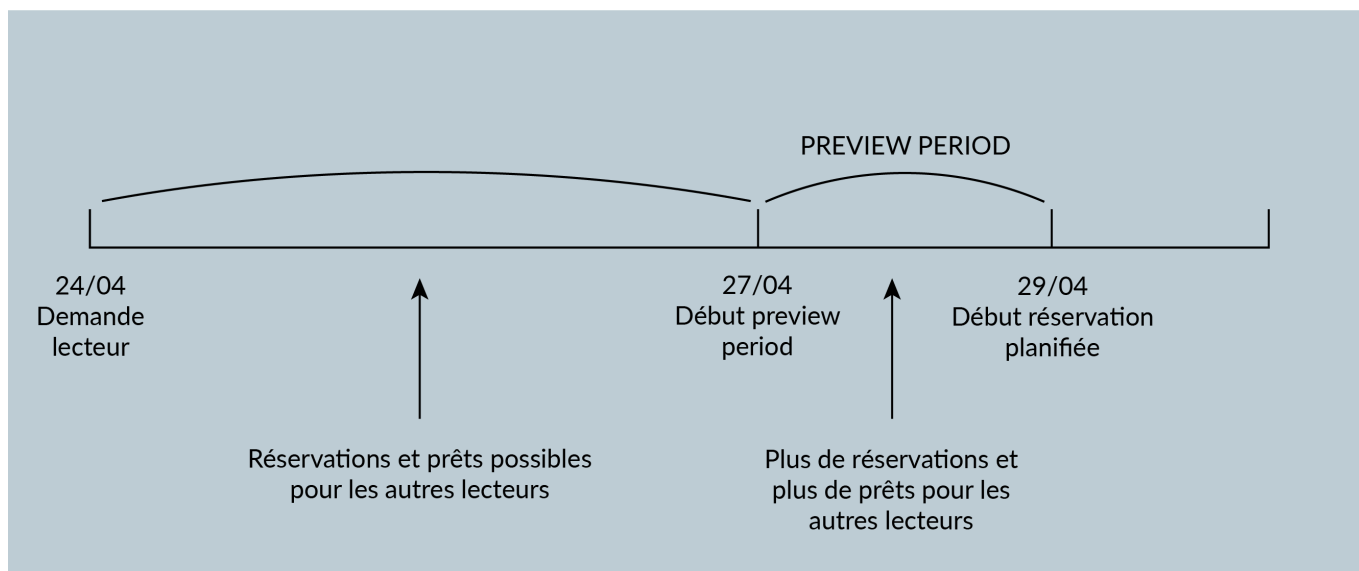 PREVIEW PERIOD
24/04
Demande
lecteur
27/04
Début preview
period
29/04
Début réservation
planifiée
Réservations et prêts possibles
pour les autres lecteurs
Plus de réservations et
plus de prêts pour les
autres lecteurs